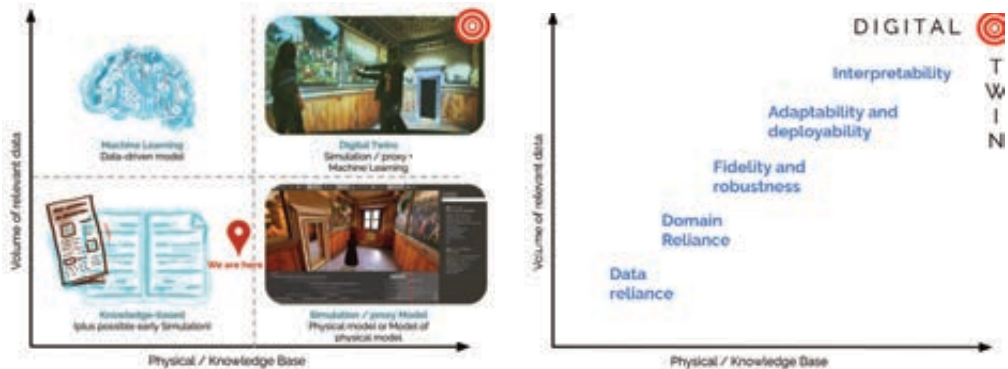 Machine Learning
Data-driven model
Digital Twins
Simulation / proxy +
Machine Learning
We are here
Knowledge-based
(plus possible early Simulation)
Simulation / proxy Model
Physical model or Model of
physical model
Volume of relevant data
Physical / Knowledge Base
DIGITAL
TWIN
Interpretability
Adaptability and
deployability
Fidelity and
robustness
Domain
Reliance
Data
reliance
Volume of relevant data
Physical / Knowledge Base